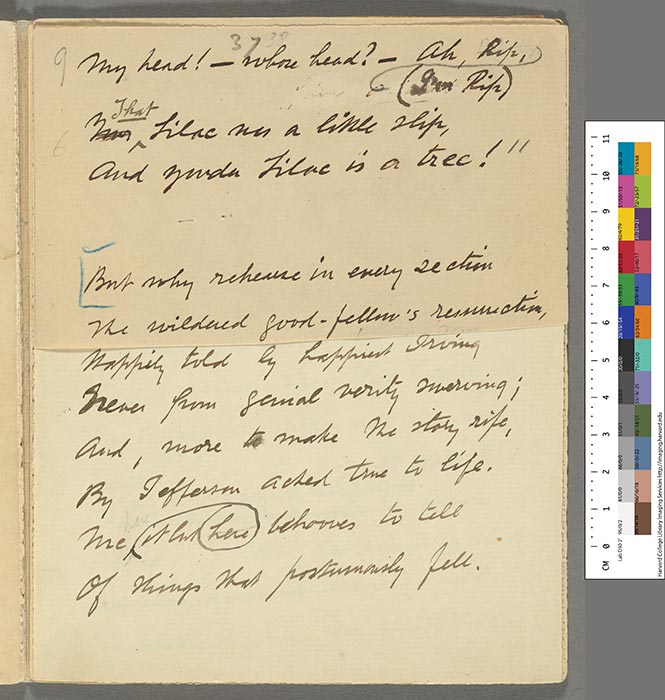 37
9 My head! — whose head? — Ah, Rip,
(Rip)
That
6 Lilac was a little slip,
And yonder Lilac is a tree!"
But why rehearse in every section
The wildered good-fellow's resurrection,
Happily told by happiest Irving
Never from genial verity swerving;
And, more to make the story rife,
By Jefferson acted true to life.
Me, it but here behooves to tell
Of things that postumously fell.
0 1 2 3 4 5 6 7 8 9 10 11
CM
Harvard College Library Imaging Services http://imaging.harvard.edu